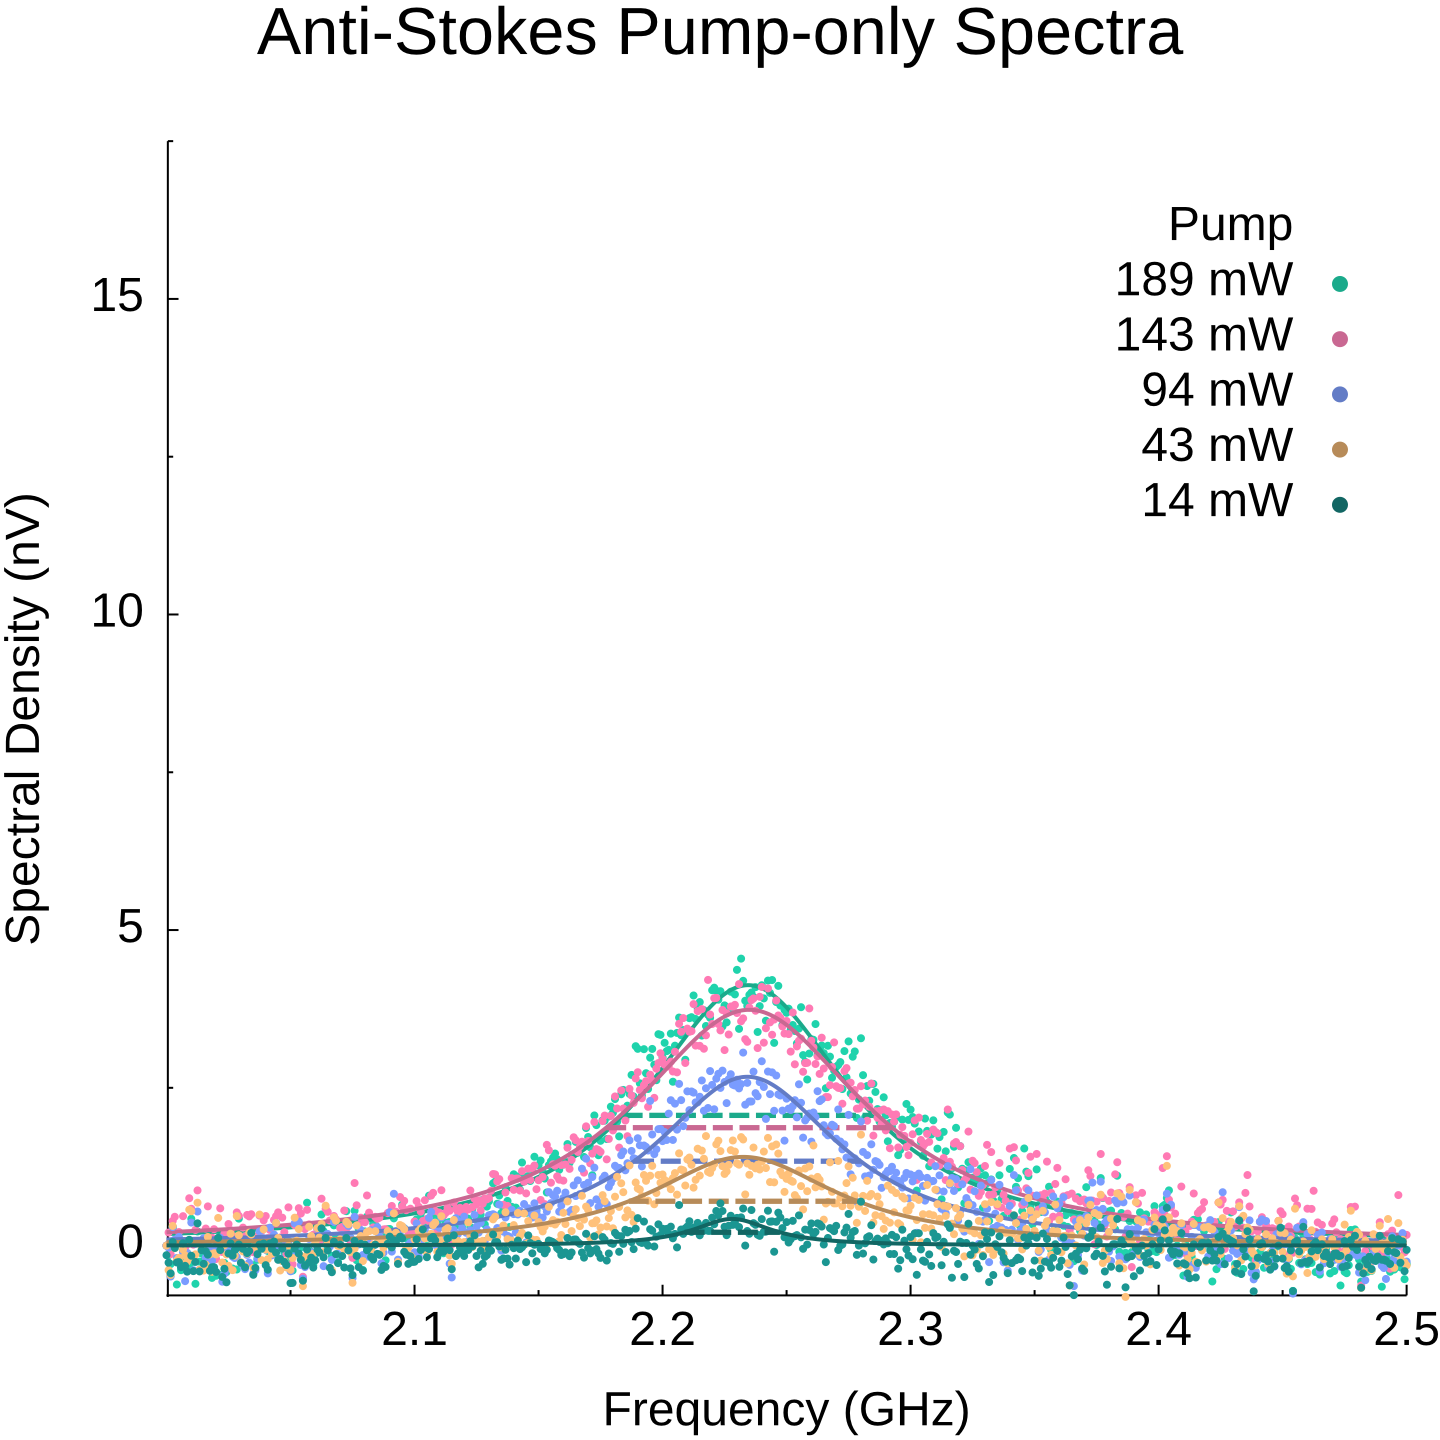 Anti-Stokes Pump-only Spectra
Pump
189 mW
143 mW
94 mW
43 mW
14 mW
15
10
5
0
Spectral Density (nV)
2.1
2.2
2.3
2.4
2.5
Frequency (GHz)